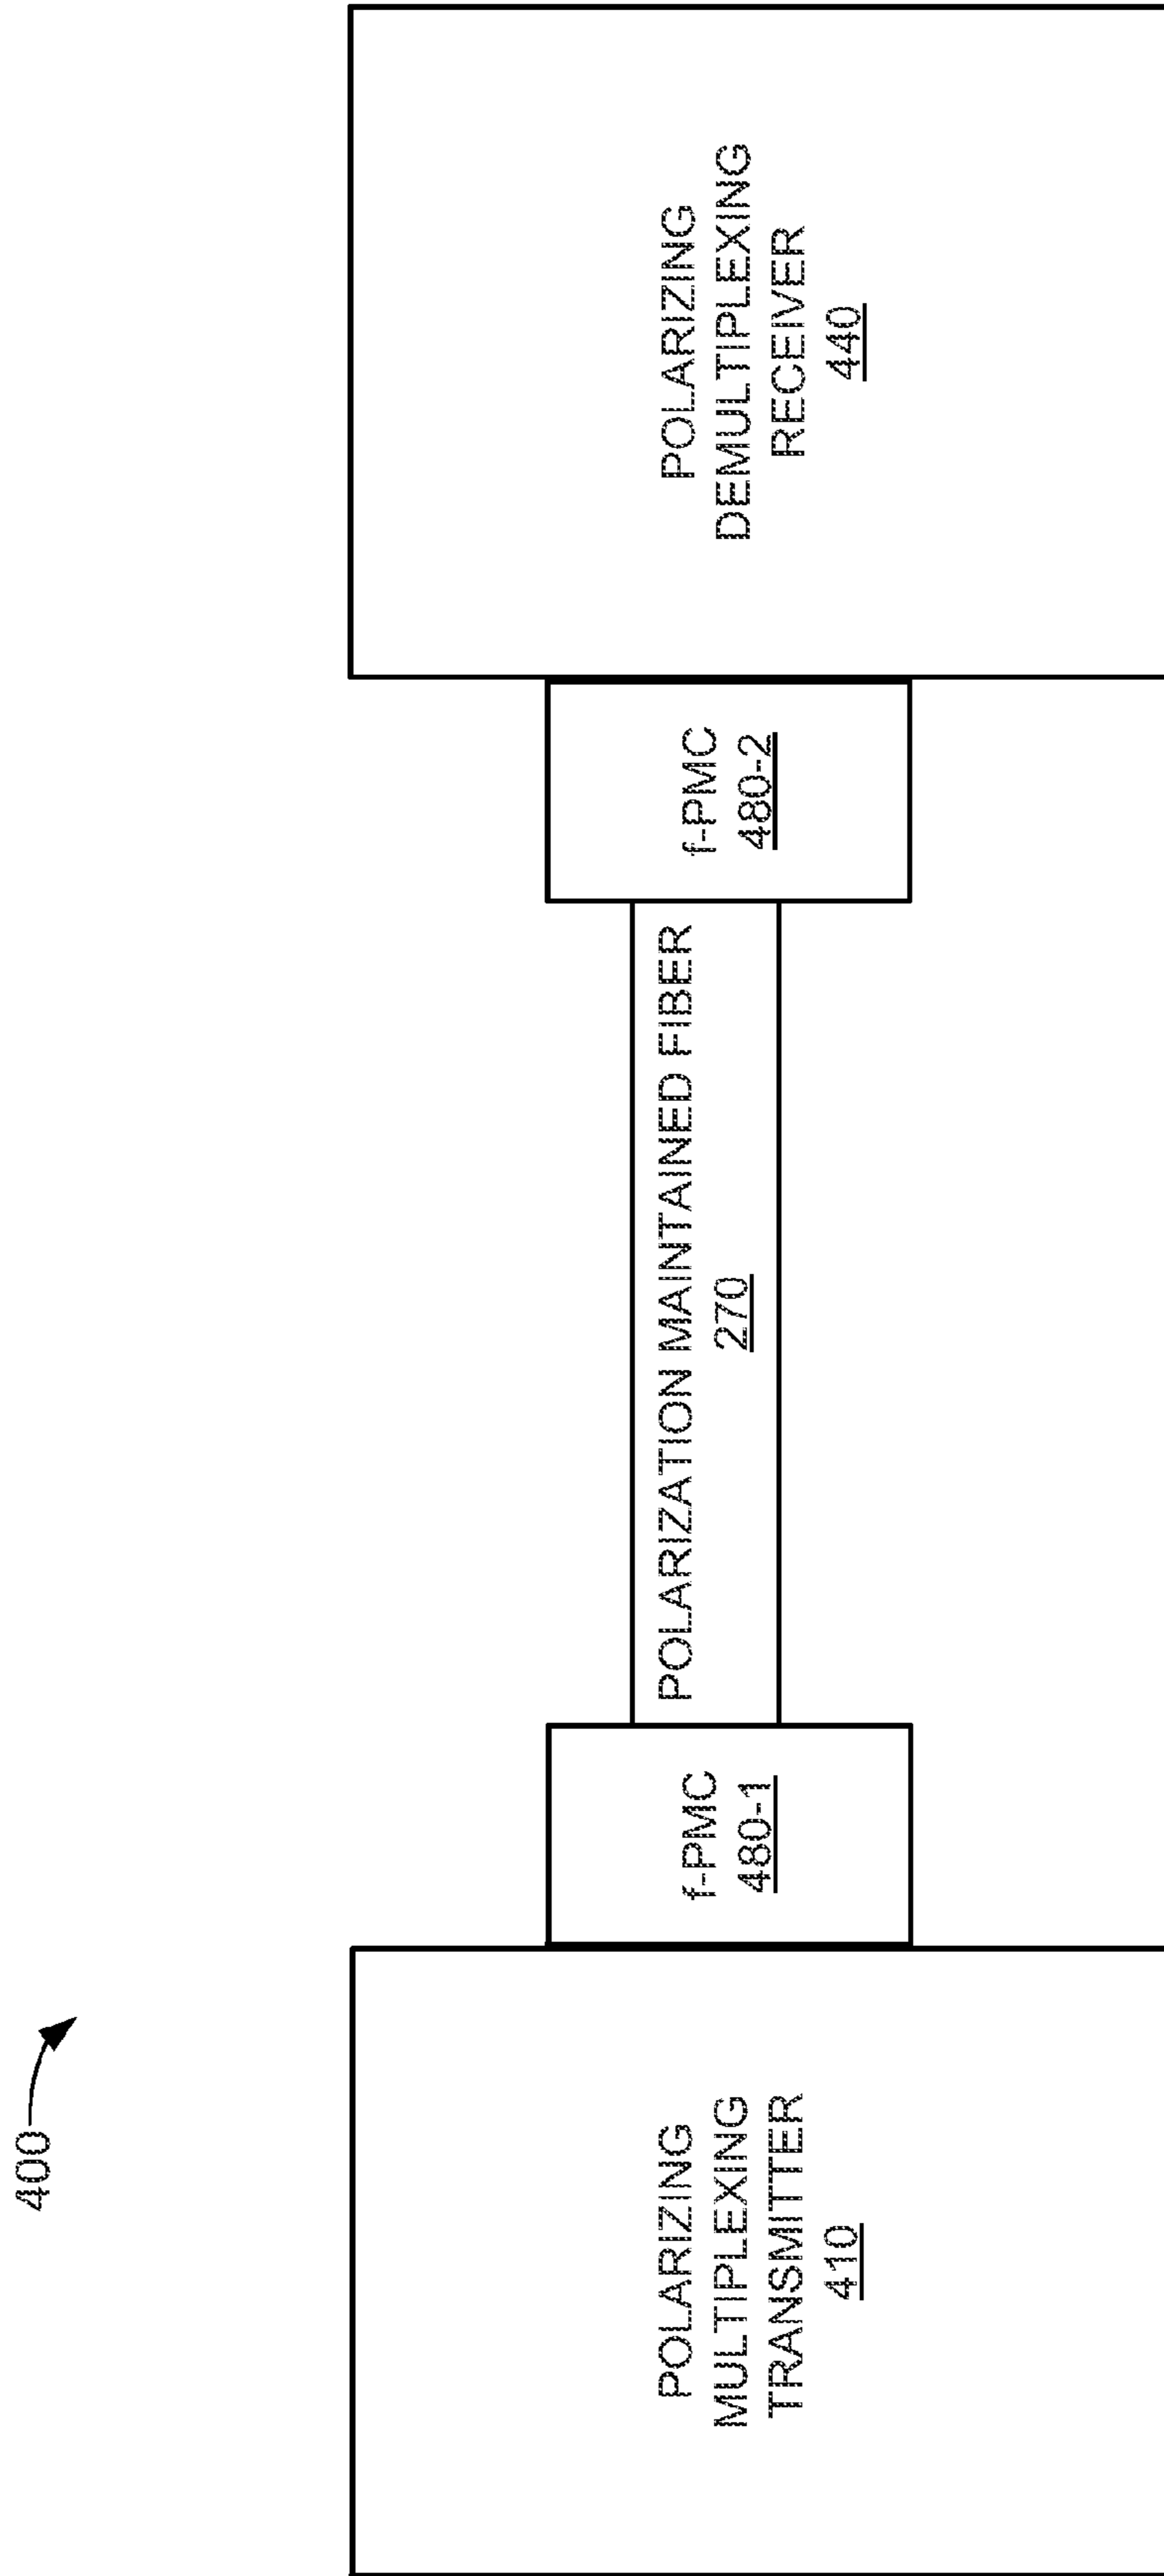 400
POLARIZING
MULTIPLEXING
TRANSMITTER
410
f-PMC
480-1
POLARIZATION MAINTAINED FIBER
270
f-PMC
480-2
POLARIZING
DEMULTIPLEXING
RECEIVER
440